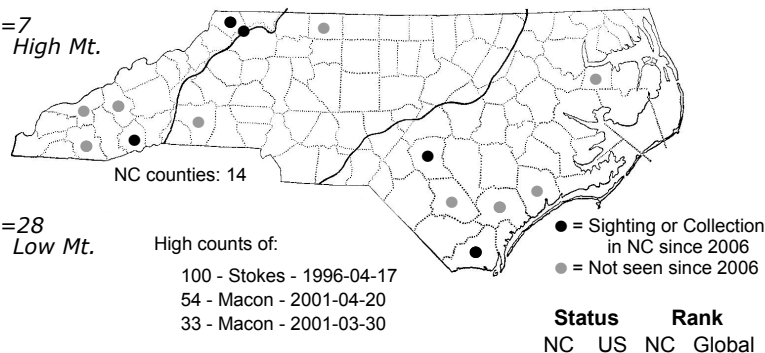 =7
High Mt.
NC counties: 14
=28
Low Mt.
High counts of:
100 - Stokes - 1996-04-17
54 - Macon - 2001-04-20
33 - Macon - 2001-03-30
= Sighting or Collection
in NC since 2006
= Not seen since 2006
Status Rank
NC US NC Global